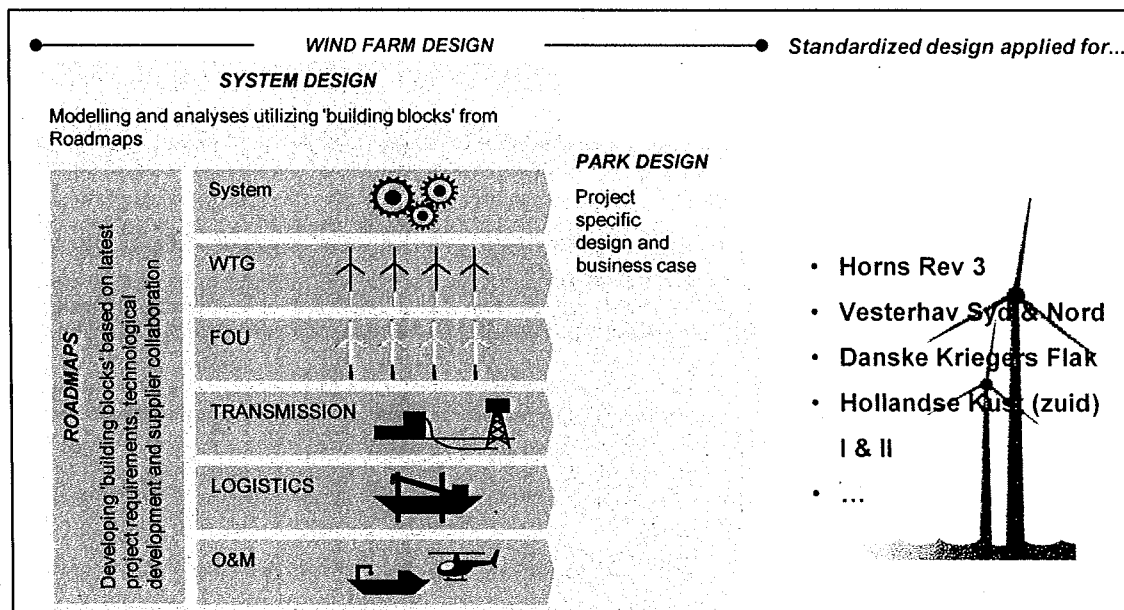 WIND FARM DESIGN
Standardized design applied for...
SYSTEM DESIGN
Modelling and analyses utilizing 'building blocks' from
Roadmaps
ROADMAPS
Developing 'building blocks' based on latest
project requirements, technological
development and supplier collaboration
System
WTG
FOU
TRANSMISSION
LOGISTICS
O&M
PARK DESIGN
Project
specific
design and
business case
• Horns Rev 3
• Vesterhav Syd & Nord
• Danske Kriegers Flak
• Hollandse Kust (zuid)
I & II
• ...